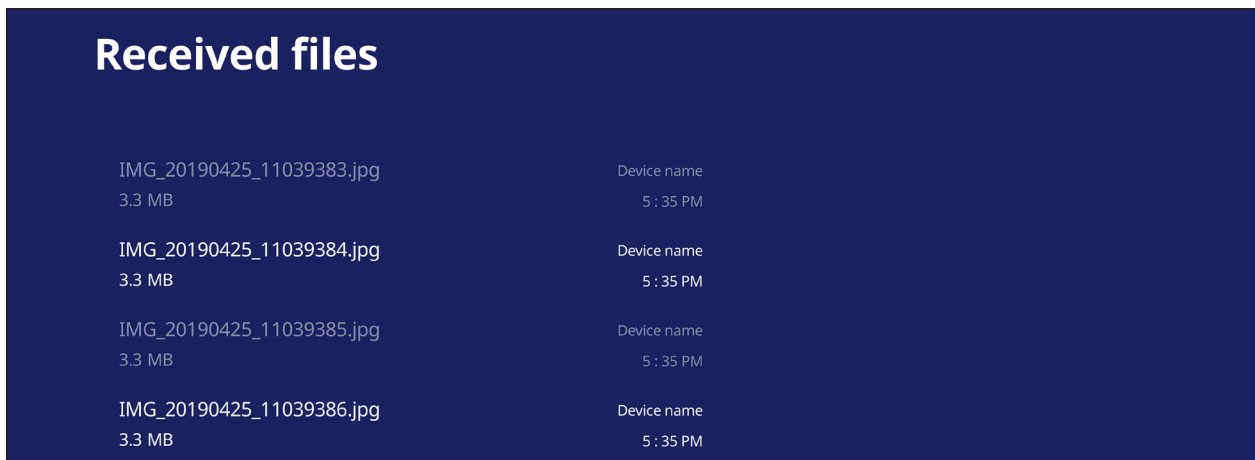 Received files
IMG_20190425_11039383.jpg Device name
3.3 MB 5 : 35 PM
IMG_20190425_11039384.jpg Device name
3.3 MB 5 : 35 PM
IMG_20190425_11039385.jpg Device name
3.3 MB 5 : 35 PM
IMG_20190425_11039386.jpg Device name
3.3 MB 5 : 35 PM